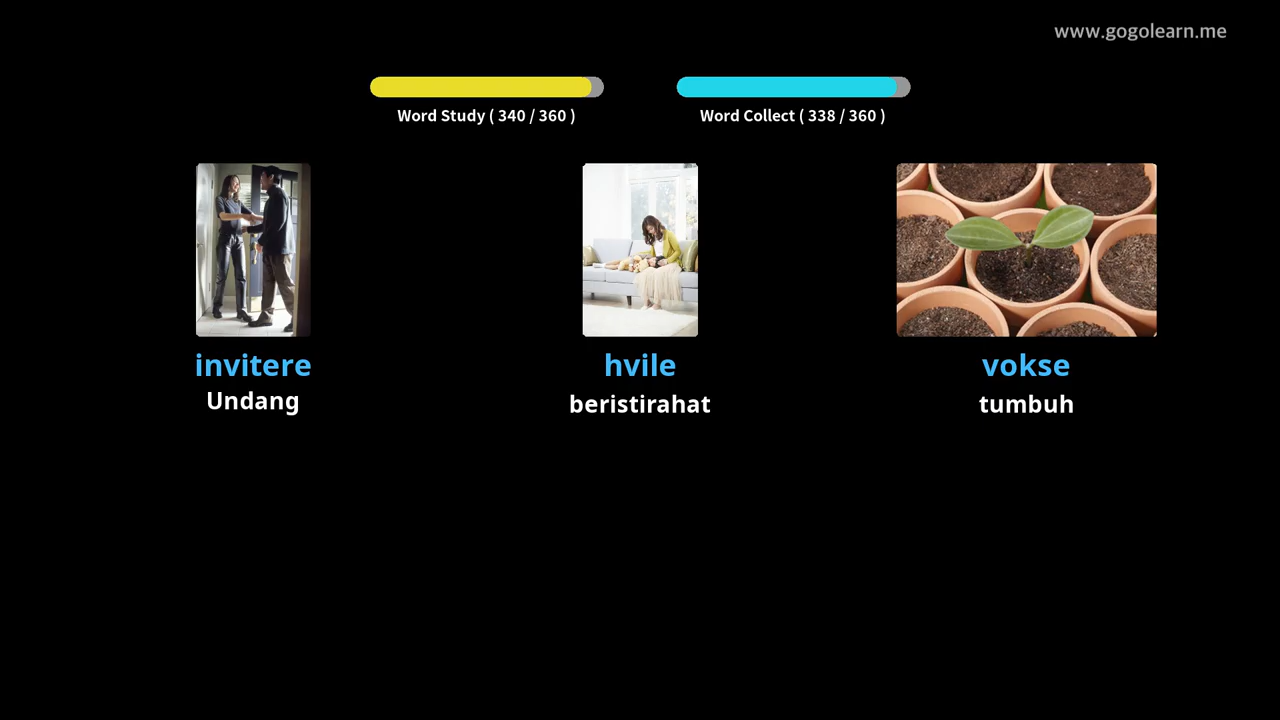 www.gogolearn.me
Word Study ( 340 / 360 )
Word Collect ( 338 / 360 )
invitere
Undang
hvile
beristirahat
vokse
tumbuh